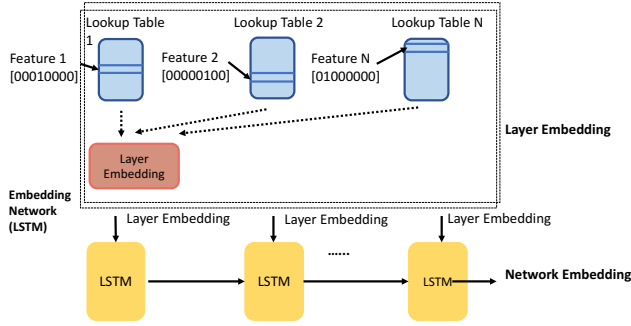 Lookup Table
1
Lookup Table 2
Lookup Table N
Feature 1
[00010000]
Feature 2
[00000100]
Feature N
[01000000]
Layer Embedding
Layer
Embedding
Embedding
Network
(LSTM)
Layer Embedding
Layer Embedding
Layer Embedding
......
LSTM
LSTM
LSTM
Network Embedding